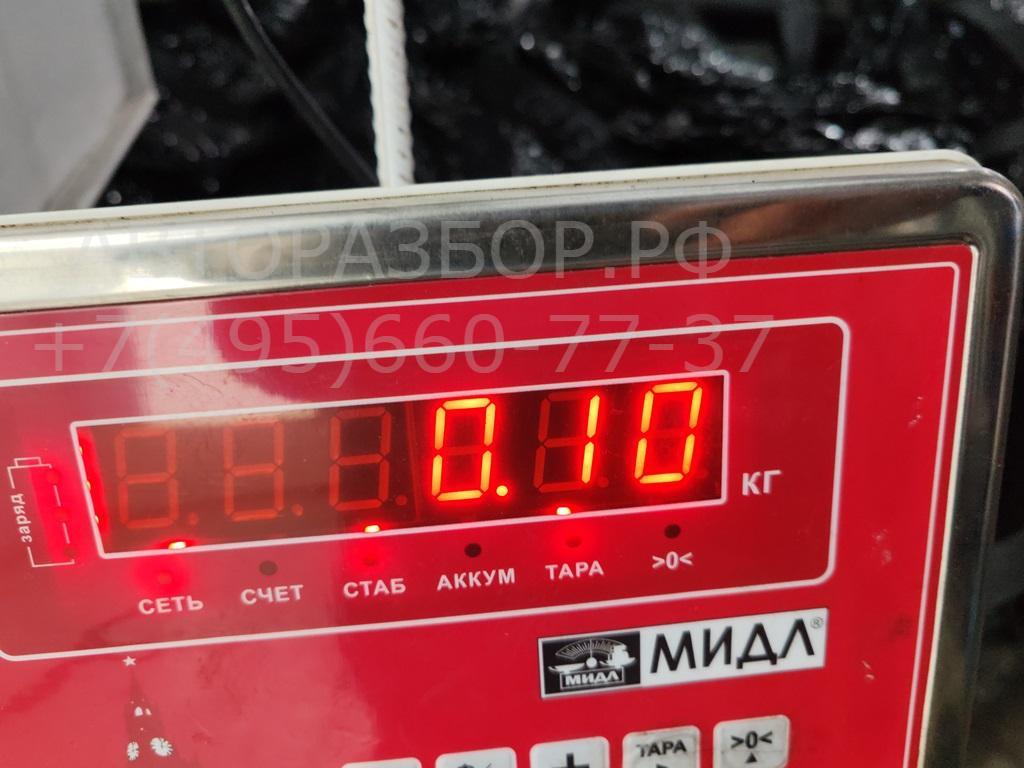 АВТОРАЗБОР.РФ
+7(495)660-77-37
0.10
КГ
заряд
СЕТЬ СЧЕТ СТАБ АККУМ ТАРА >0<
МИДЛ МИДЛ®
+ ТАРА >0<